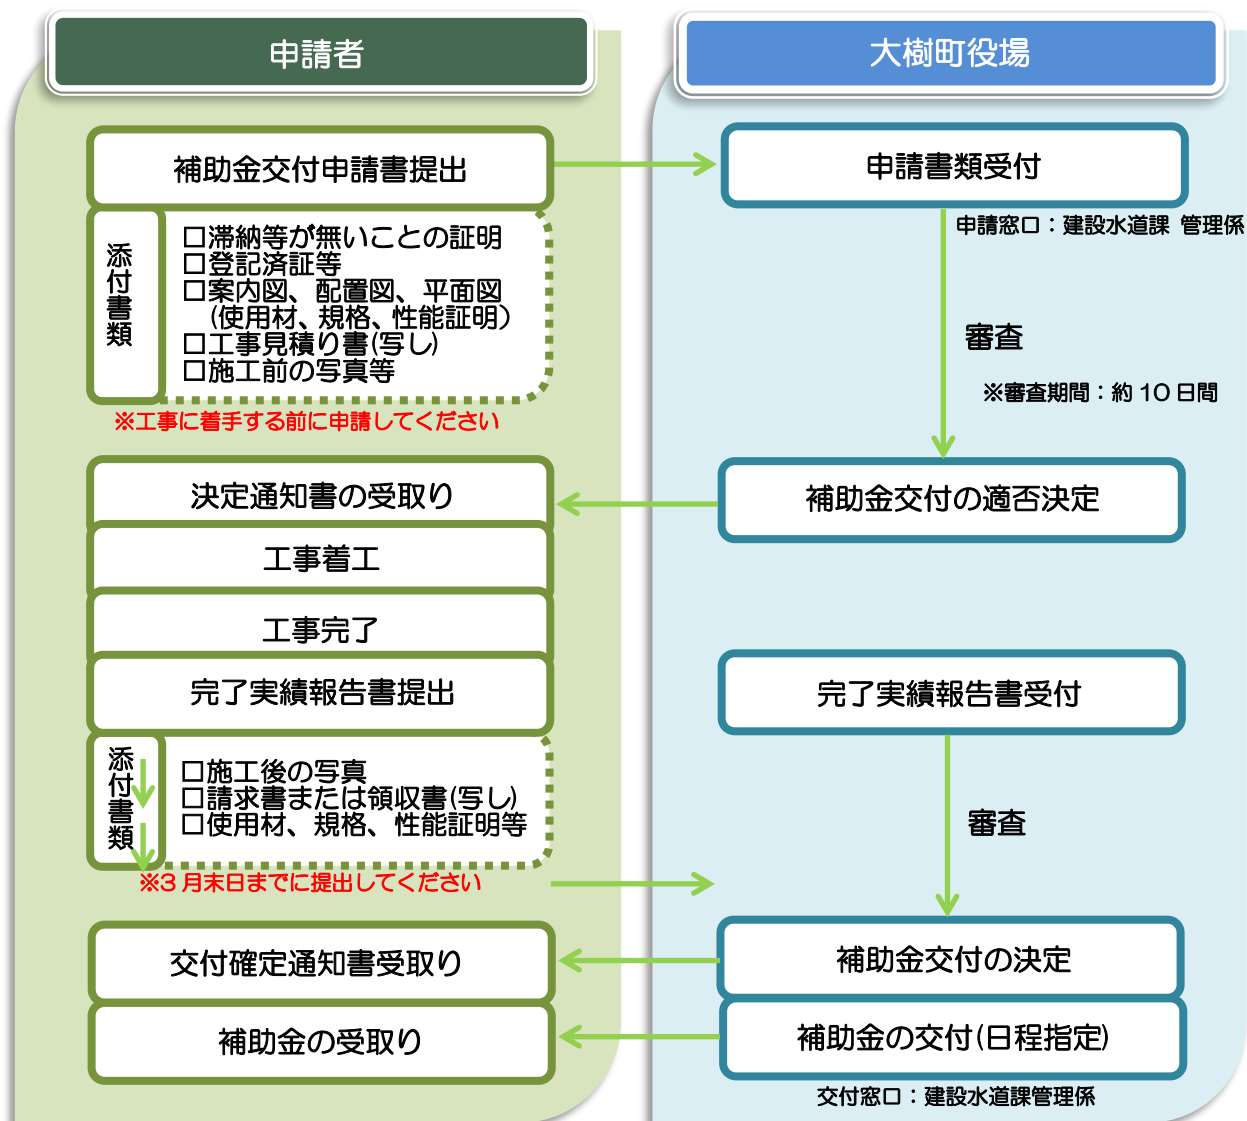 申請者
大樹町役場
補助金交付申請書提出
申請書類受付
申請窓口：建設水道課 管理係
添付書類
□滞納等が無いことの証明
□登記済証等
□案内図、配置図、平面図
(使用材、規格、性能証明）
□工事見積り書(写し)
□施工前の写真等
※工事に着手する前に申請してください
審査
※審査期間：約 10 日間
決定通知書の受取り
補助金交付の適否決定
工事着工
工事完了
完了実績報告書提出
完了実績報告書受付
添付書類
□施工後の写真
□請求書または領収書(写し)
□使用材、規格、性能証明等
※3 月末日までに提出してください
審査
交付確定通知書受取り
補助金交付の決定
補助金の受取り
補助金の交付(日程指定)
交付窓口：建設水道課管理係